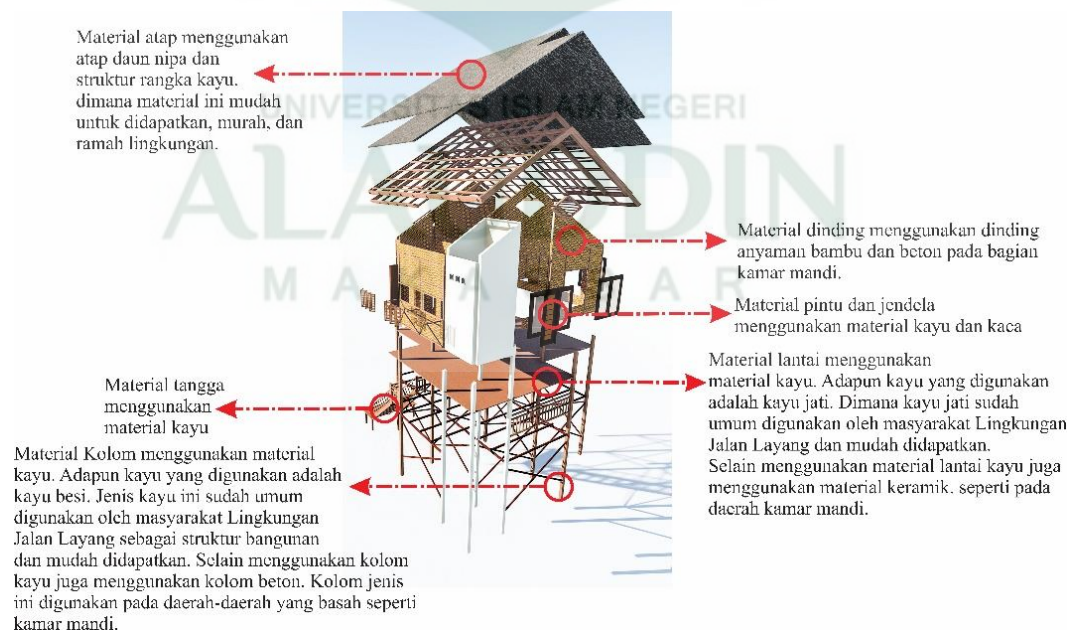 Material atap menggunakan
atap daun nipa dan
struktur rangka kayu.
dimana material ini mudah
untuk didapatkan, murah, dan
ramah lingkungan.
UNIVERSITAS ISLAM NEGERI
ALAUDDIN
MAKASSAR
Material dinding menggunakan dinding
anyaman bambu dan beton pada bagian
kamar mandi.
Material pintu dan jendela
menggunakan material kayu dan kaca
Material lantai menggunakan
material kayu. Adapun kayu yang digunakan
adalah kayu jati. Dimana kayu jati sudah
umum digunakan oleh masyarakat Lingkungan
Jalan Layang dan mudah didapatkan.
Selain menggunakan material lantai kayu juga
menggunakan material keramik. seperti pada
daerah kamar mandi.
Material tangga
menggunakan
material kayu
Material Kolom menggunakan material
kayu. Adapun kayu yang digunakan adalah
kayu besi. Jenis kayu ini sudah umum
digunakan oleh masyarakat Lingkungan
Jalan Layang sebagai struktur bangunan
dan mudah didapatkan. Selain menggunakan kolom
kayu juga menggunakan kolom beton. Kolom jenis
ini digunakan pada daerah-daerah yang basah seperti
kamar mandi.